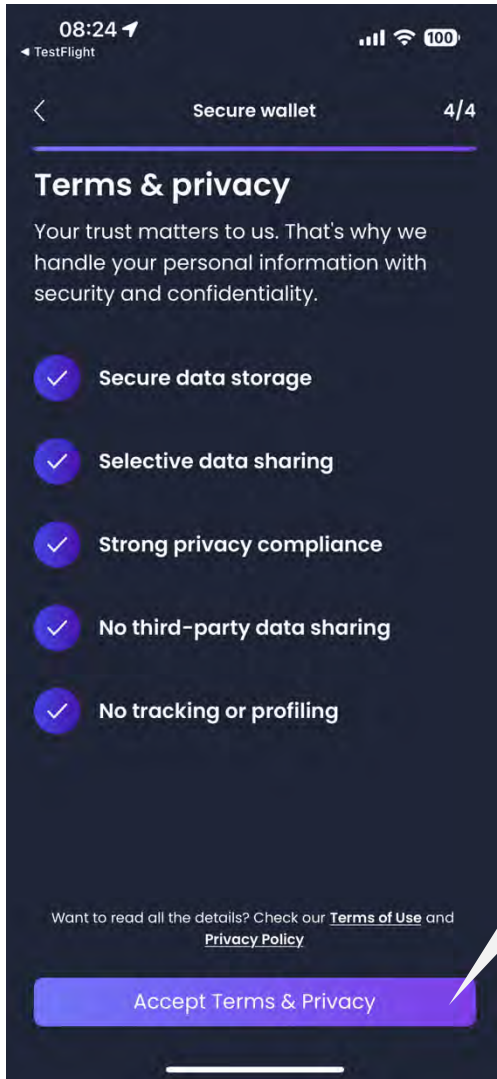 08:24
TestFlight
100
Secure wallet 4/4
Terms & privacy
Your trust matters to us. That's why we
handle your personal information with
security and confidentiality.
Secure data storage
Selective data sharing
Strong privacy compliance
No third-party data sharing
No tracking or profiling
Want to read all the details? Check our Terms of Use and
Privacy Policy
Accept Terms & Privacy